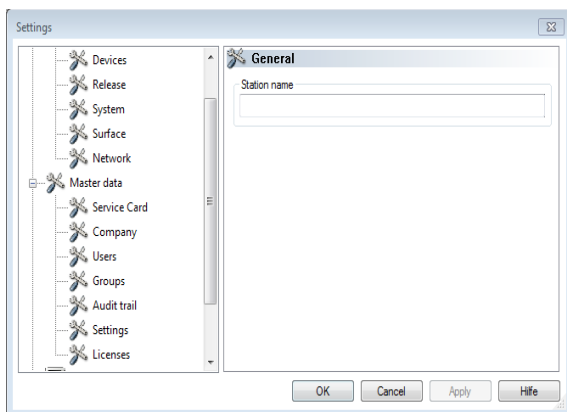 Settings
Devices
Release
System
Surface
Network
Master data
Service Card
Company
Users
Groups
Audit trail
Settings
Licenses
General
Station name
OK
Cancel
Apply
Hilfe